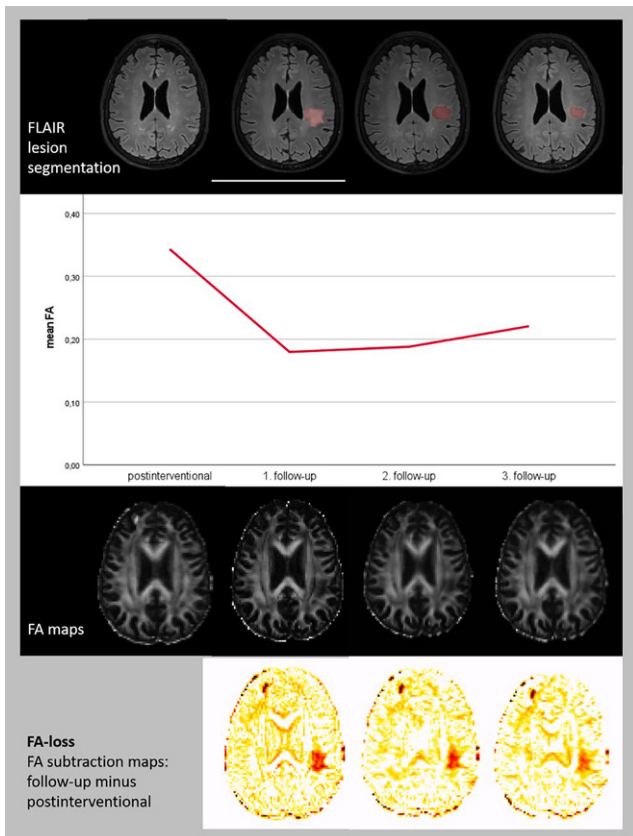 FLAIR
lesion
segmentation
0,40
0,30
0,20
0,10
0,00
mean FA
postinterventional
1. follow-up
2. follow-up
3. follow-up
FA maps
FA-loss
FA subtraction maps:
follow-up minus
postinterventional